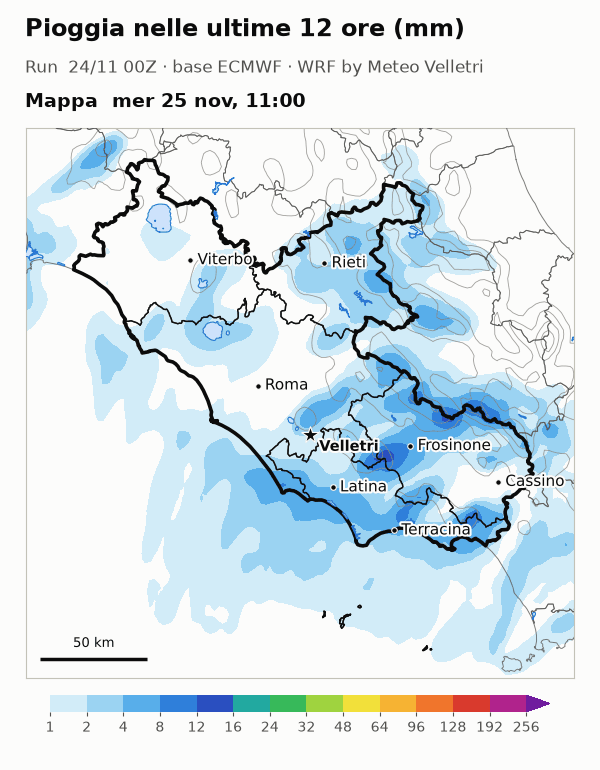 Pioggia nelle ultime 12 ore (mm)
Run  24/11 00Z · base ECMWF · WRF by Meteo Velletri
Mappa  mer 25 nov, 11:00
Viterbo
Rieti
Roma
Velletri
Frosinone
Latina
Cassino
Terracina
50 km
1 2 4 8 12 16 24 32 48 64 96 128 192 256